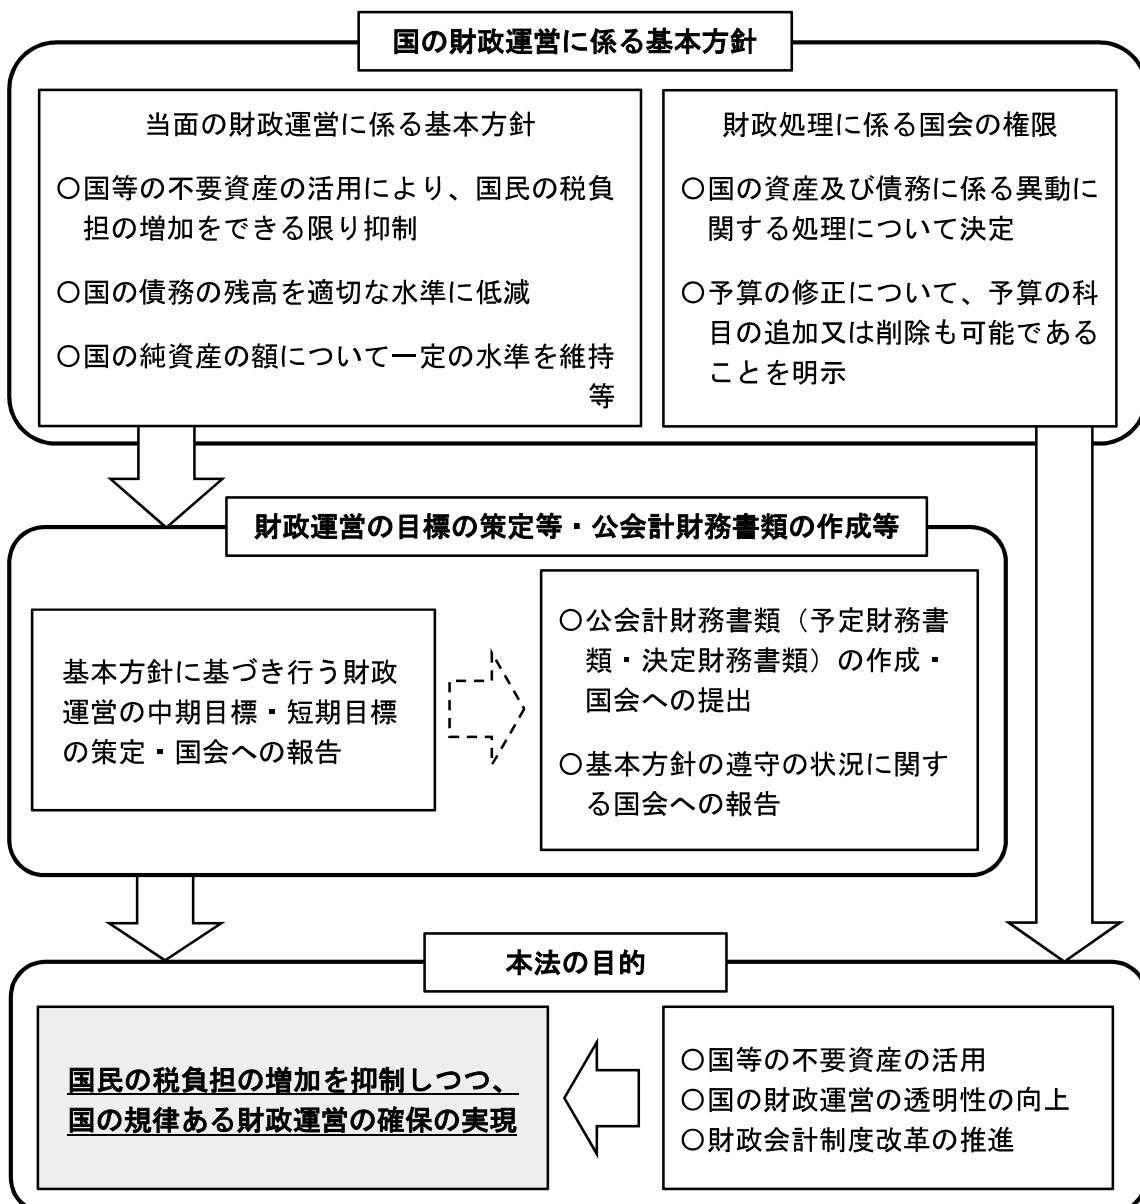 国の財政運営に係る基本方針
当面の財政運営に係る基本方針
○国等の不要資産の活用により、国民の税負
担の増加をできる限り抑制
○国の債務の残高を適切な水準に低減
○国の純資産の額について一定の水準を維持
等
財政処理に係る国会の権限
○国の資産及び債務に係る異動に
関する処理について決定
○予算の修正について、予算の科
目の追加又は削除も可能である
ことを明示
財政運営の目標の策定等・公会計財務書類の作成等
基本方針に基づき行う財政
運営の中期目標・短期目標
の策定・国会への報告
○公会計財務書類（予定財務書
類・決定財務書類）の作成・
国会への提出
○基本方針の遵守の状況に関す
る国会への報告
本法の目的
国民の税負担の増加を抑制しつつ、
国の規律ある財政運営の確保の実現
○国等の不要資産の活用
○国の財政運営の透明性の向上
○財政会計制度改革の推進